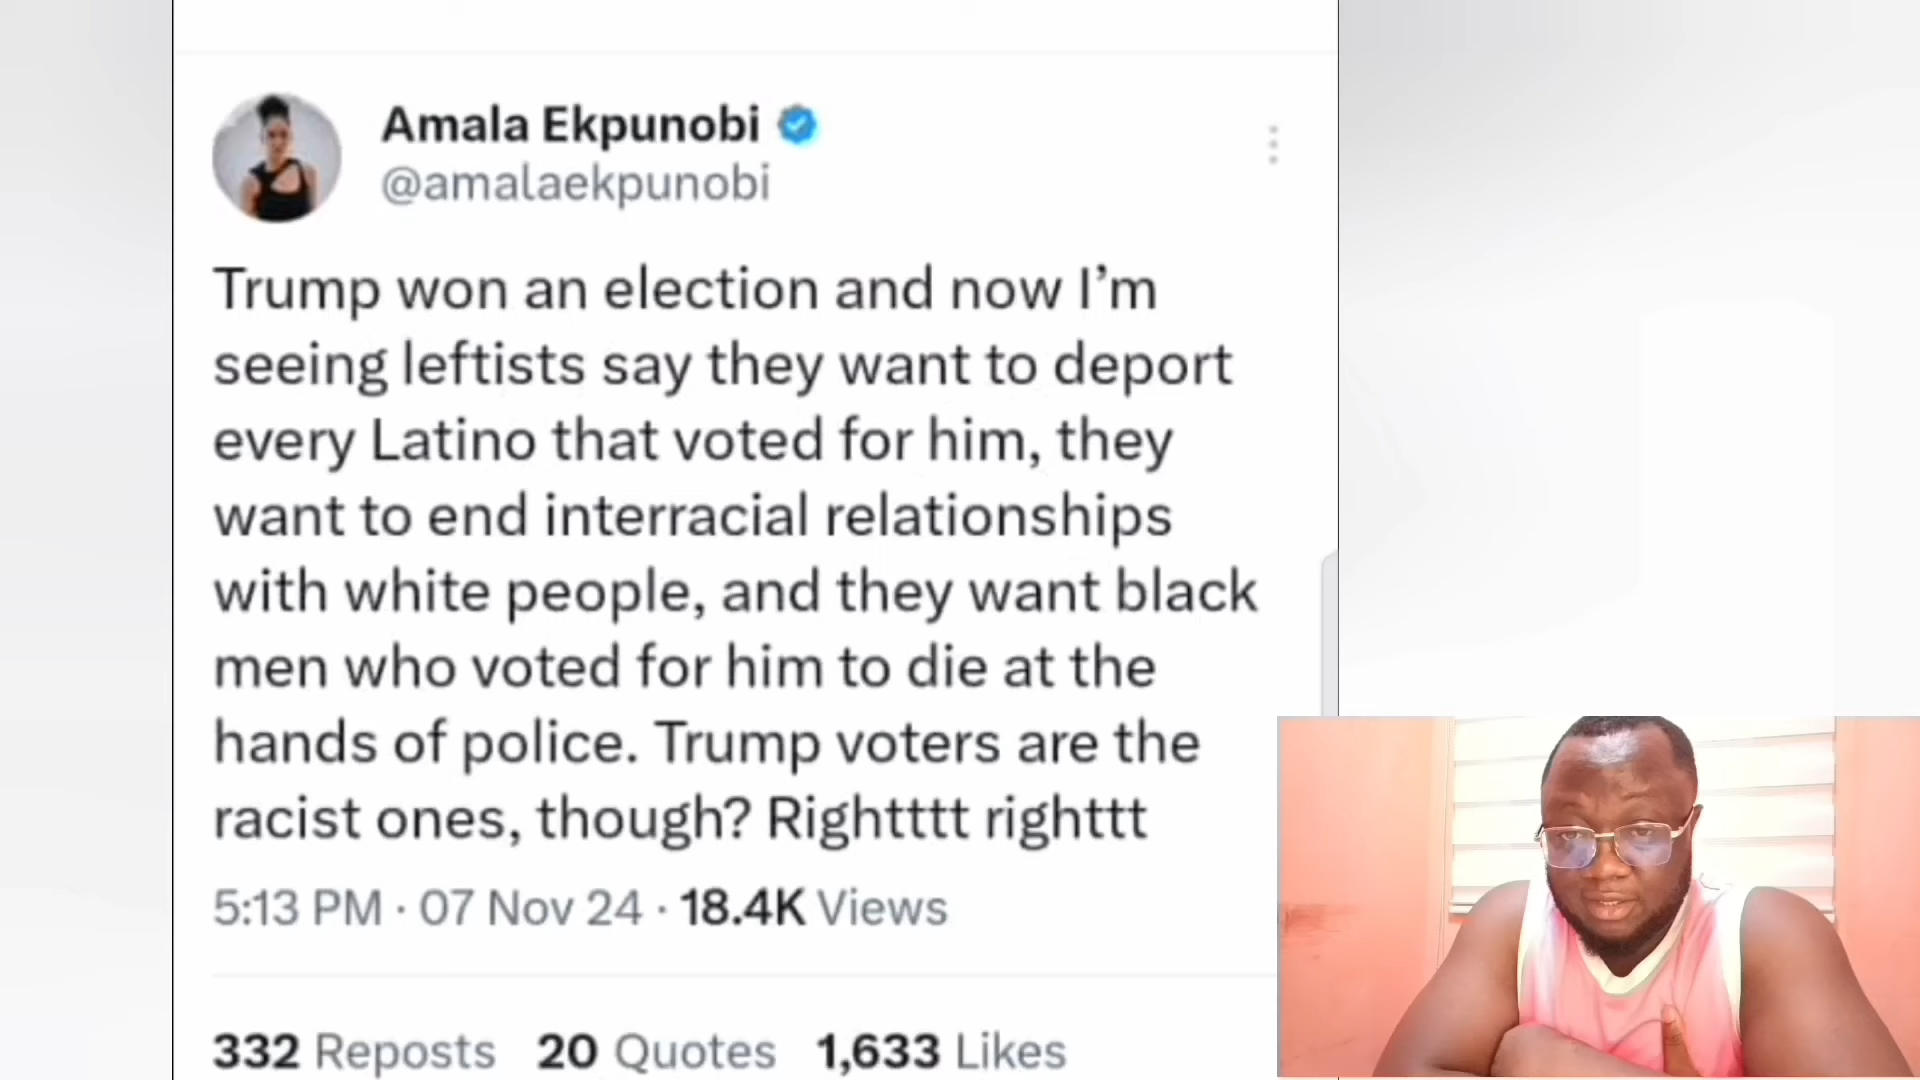 Amala Ekpunobi
@amalaekpunobi
Trump won an election and now I’m
seeing leftists say they want to deport
every Latino that voted for him, they
want to end interracial relationships
with white people, and they want black
men who voted for him to die at the
hands of police. Trump voters are the
racist ones, though? Rightttt righttt
5:13 PM · 07 Nov 24 · 18.4K Views
332 Reposts 20 Quotes 1,633 Likes